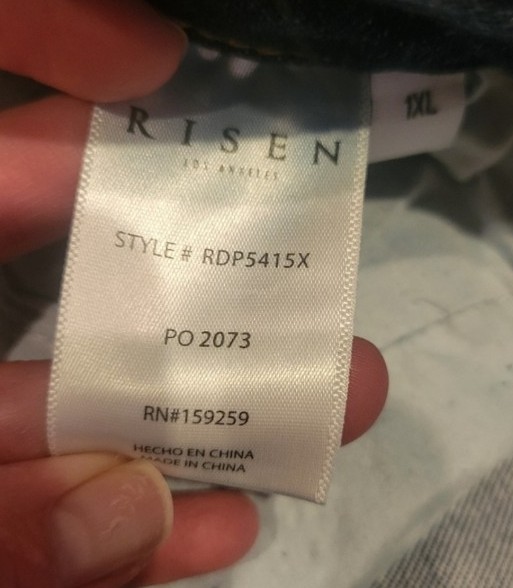 RISEN
LOS ANGELES
1XL
STYLE # RDP5415X
PO 2073
RN#159259
HECHO EN CHINA
MADE IN CHINA